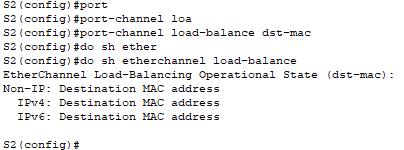 S2(config)#port
S2(config)#port-channel loa
S2(config)#port-channel load-balance dst-mac
S2(config)#do sh ether
S2(config)#do sh etherchannel load-balance
EtherChannel Load-Balancing Operational State (dst-mac):
Non-IP: Destination MAC address
  IPv4: Destination MAC address
  IPv6: Destination MAC address

S2(config)#